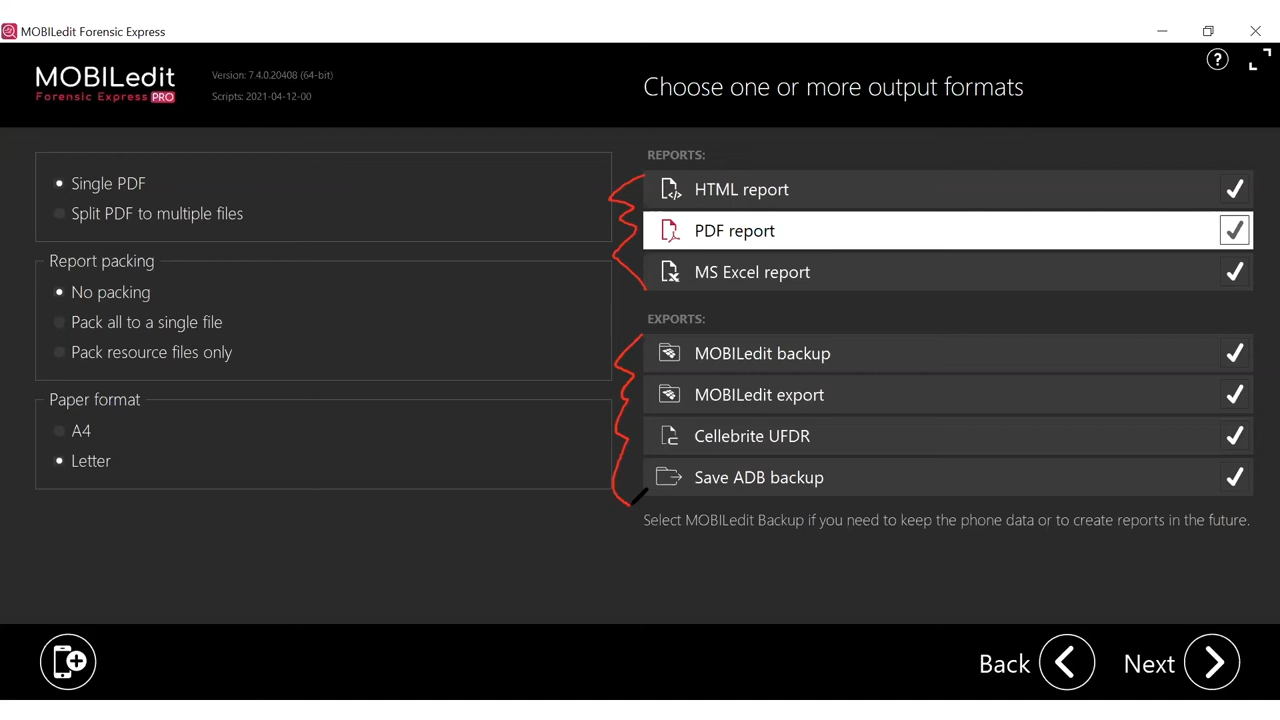 MOBILedit Forensic Express
MOBILedit
Forensic Express PRO
Version: 7.4.0.20408 (64-bit)
Scripts: 2021-04-12-00
Choose one or more output formats
?
Single PDF
Split PDF to multiple files
Report packing
No packing
Pack all to a single file
Pack resource files only
Paper format
A4
Letter
REPORTS:
HTML report
PDF report
MS Excel report
EXPORTS:
MOBILedit backup
MOBILedit export
Cellebrite UFDR
Save ADB backup
Select MOBILedit Backup if you need to keep the phone data or to create reports in the future.
Back
Next